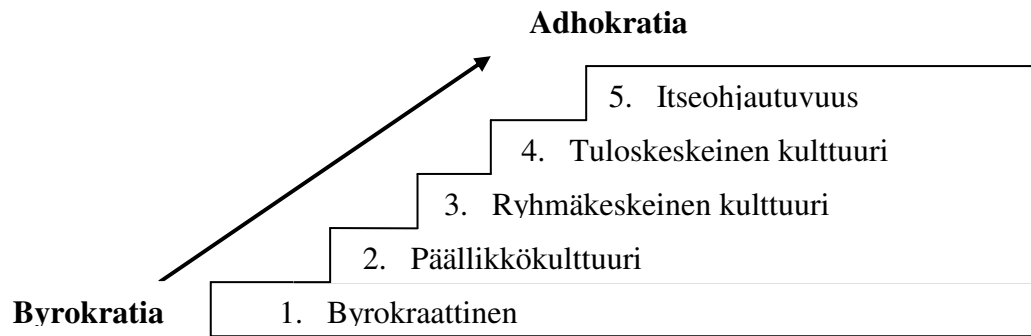 Adhokratia
5. Itseohjautuvuus
4. Tuloskeskeinen kulttuuri
3. Ryhmäkeskeinen kulttuuri
2. Päällikkökulttuuri
Byrokratia 1. Byrokraattinen